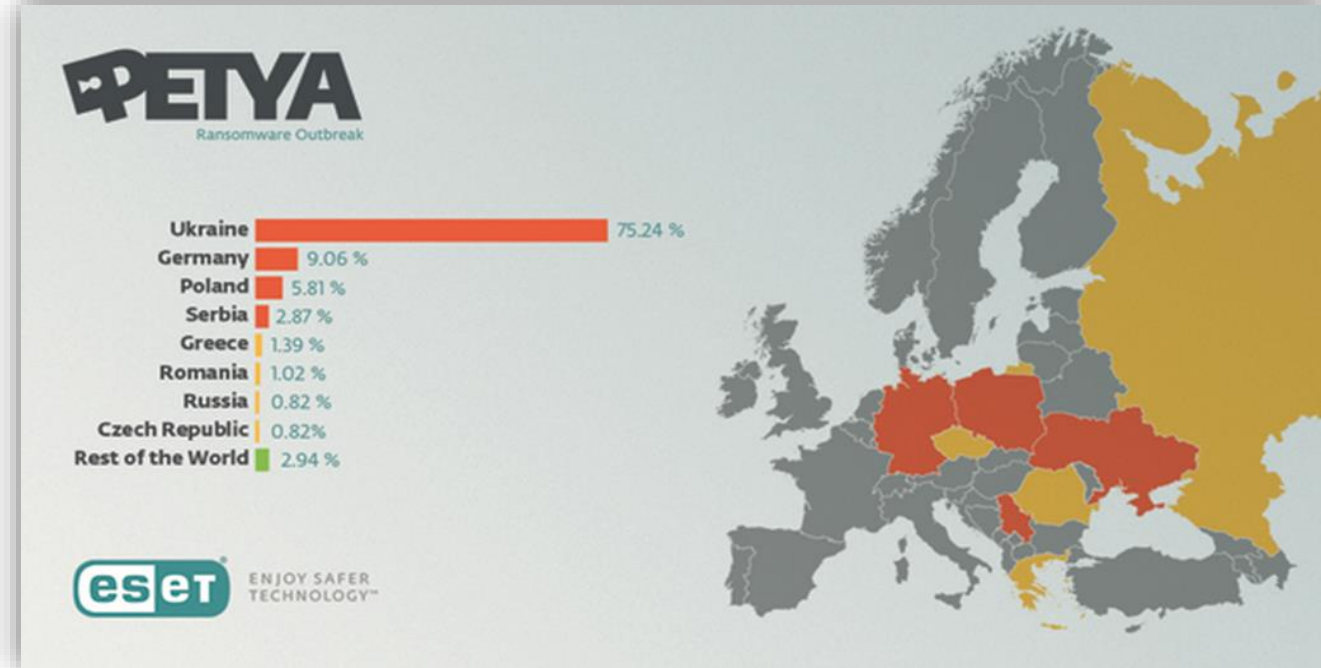 PETYA
Ransomware Outbreak
Ukraine 75.24 %
Germany 9.06 %
Poland 5.81 %
Serbia 2.87 %
Greece 1.39 %
Romania 1.02 %
Russia 0.82 %
Czech Republic 0.82%
Rest of the World 2.94 %
eseT® ENJOY SAFER
TECHNOLOGY™